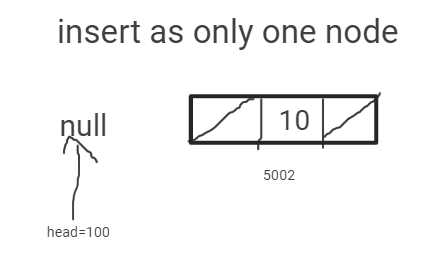 insert as only one node
null
10
5002
head=100